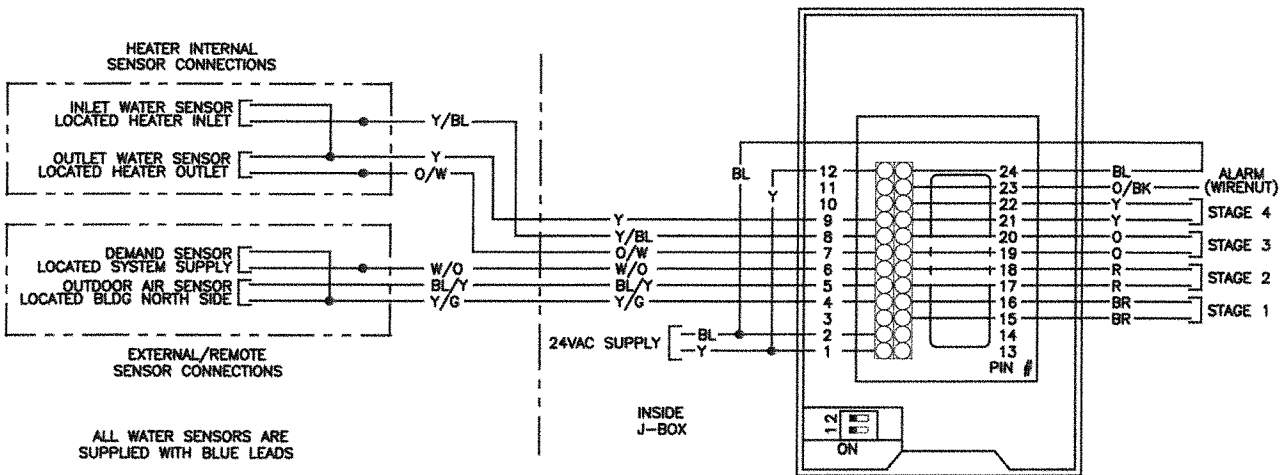 HEATER INTERNAL
SENSOR CONNECTIONS
INLET WATER SENSOR
LOCATED HEATER INLET
Y/BL
OUTLET WATER SENSOR
LOCATED HEATER OUTLET
Y
O/W
DEMAND SENSOR
LOCATED SYSTEM SUPPLY
W/O
OUTDOOR AIR SENSOR
LOCATED BLDG NORTH SIDE
BL/Y
Y/G
EXTERNAL/REMOTE
SENSOR CONNECTIONS
ALL WATER SENSORS ARE
SUPPLIED WITH BLUE LEADS
Y
Y/BL
O/W
W/O
BL/Y
Y/G
24VAC SUPPLY
BL
Y
BL
Y
INSIDE
J-BOX
12
11
10
9
8
7
6
5
4
3
2
1
24
23
22
21
20
19
18
17
16
15
14
13
PIN #
BL
O/BK
Y
Y
O
O
R
R
BR
BR
ALARM
(WIRENUT)
STAGE 4
STAGE 3
STAGE 2
STAGE 1
1 2
ON